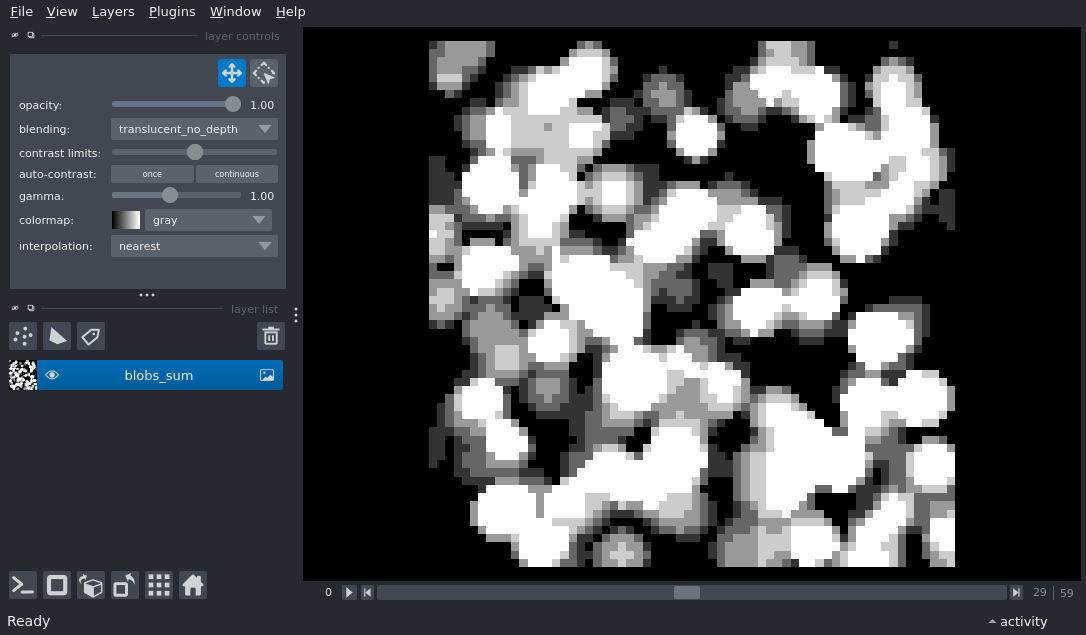 File View Layers Plugins Window Help
layer controls
opacity: 1.00
blending: translucent_no_depth
contrast limits:
auto-contrast: once continuous
gamma: 1.00
colormap: gray
interpolation: nearest
layer list
blobs_sum
0 29 59
Ready activity